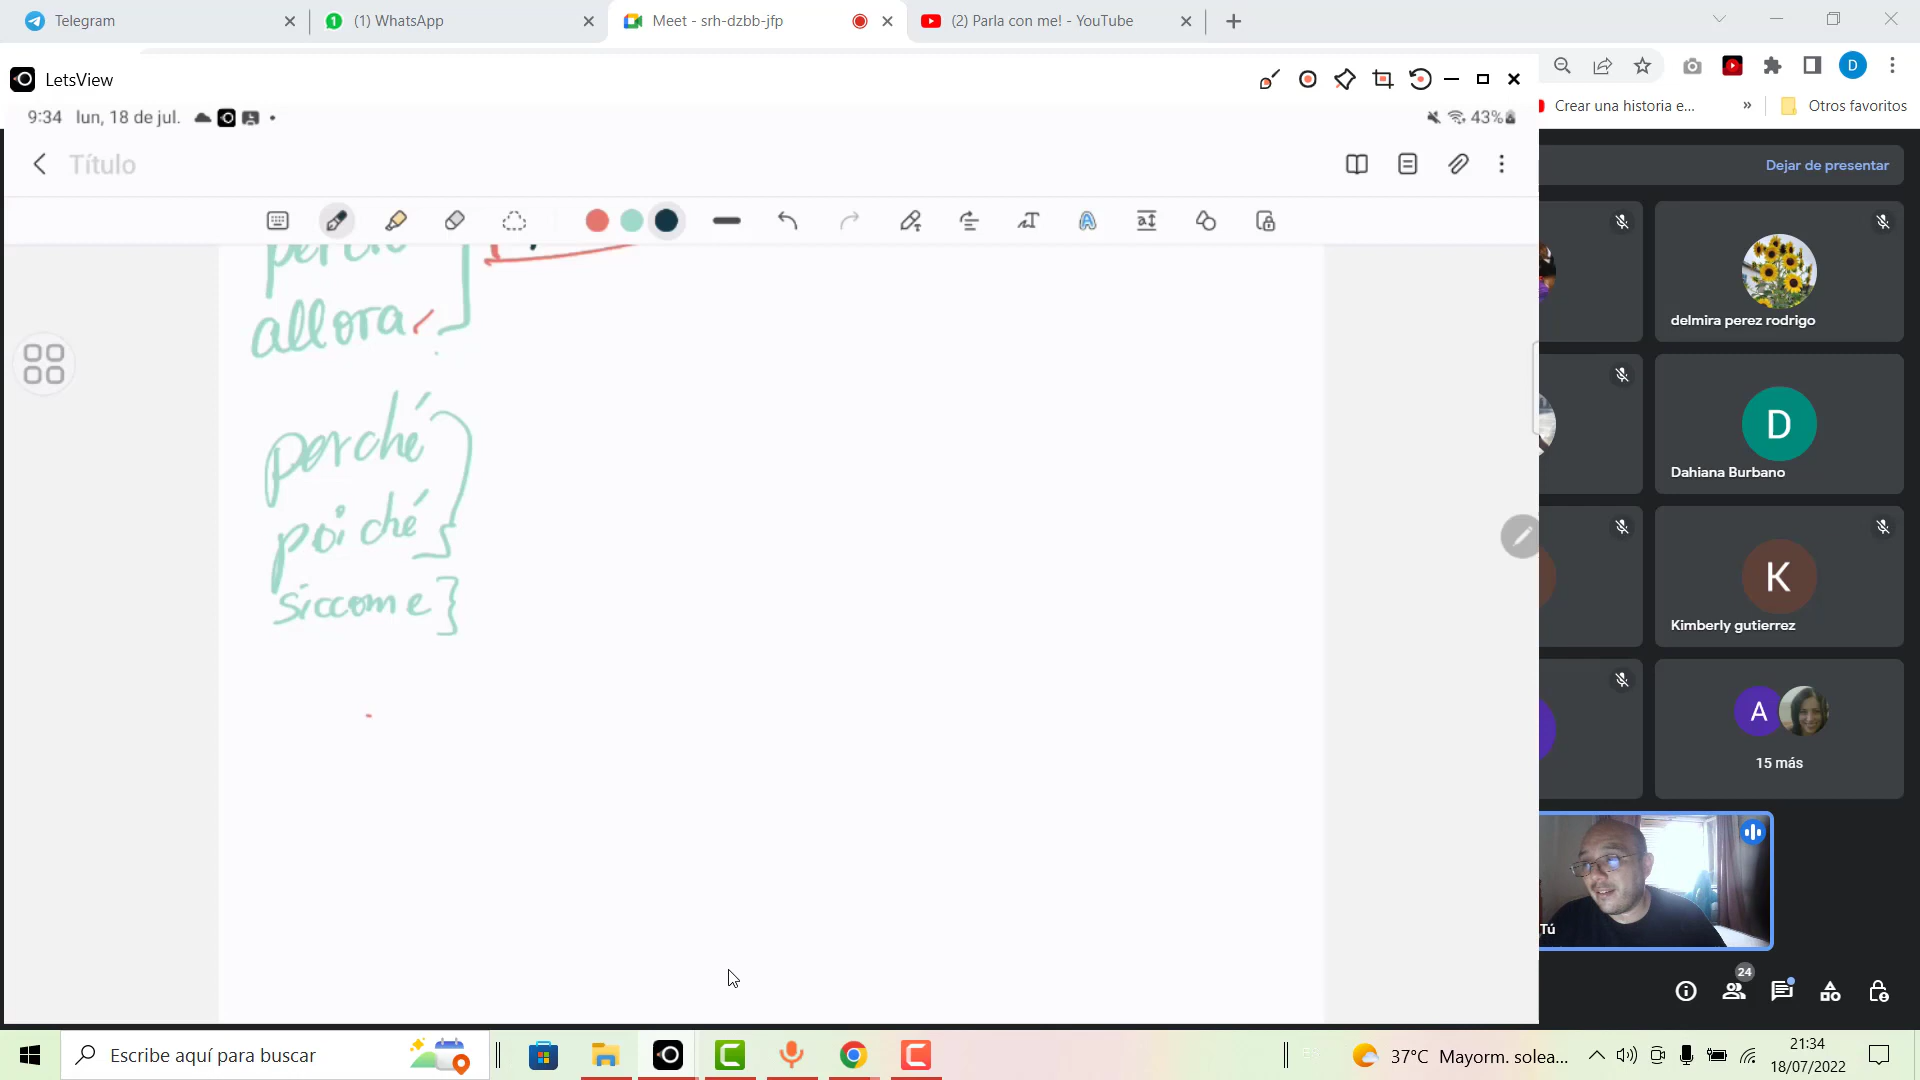 Telegram
(1) WhatsApp
Meet - srh-dzbb-jfp
(2) Parla con me! - YouTube
LetsView
D
Crear una historia e...
»
Otros favoritos
9:34 lun, 18 de jul.
43%
Título
Dejar de presentar
allora
perché
poiché
siccome
delmira perez rodrigo
D
Dahiana Burbano
K
Kimberly gutierrez
A
15 más
Tú
24
Escribe aquí para buscar
37°C Mayorm. solea...
21:34
18/07/2022